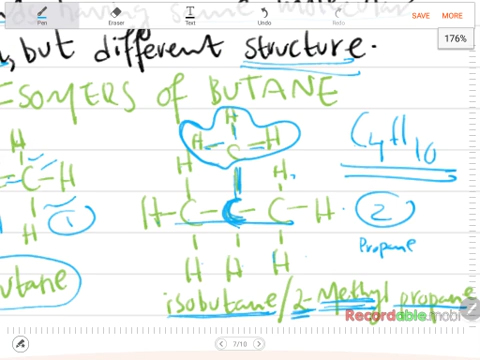 Pen
Eraser
Text
Undo
Redo
SAVE
MORE
176%
but different structure.
ISOMERS OF BUTANE
C4H10
H
H H H
C
H H H
C H H-C-C-C-H
1 2
H H H H
Propane
utane
isobutane/2-Methyl propane
Recordable.mobi
7/10